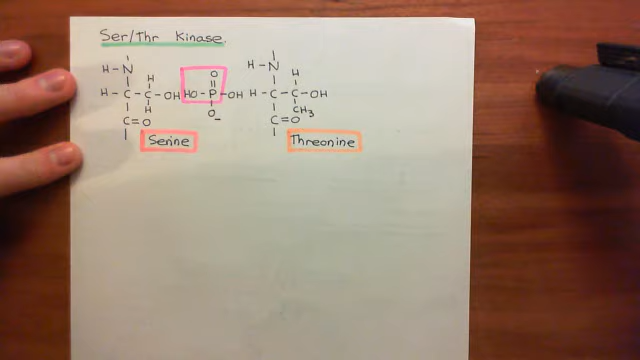 Ser/Thr Kinase
H-N H O H-N H
H-C-C-OH HO-P-OH H-C-C-OH
H O- CH3
C=O C=O
Serine Threonine